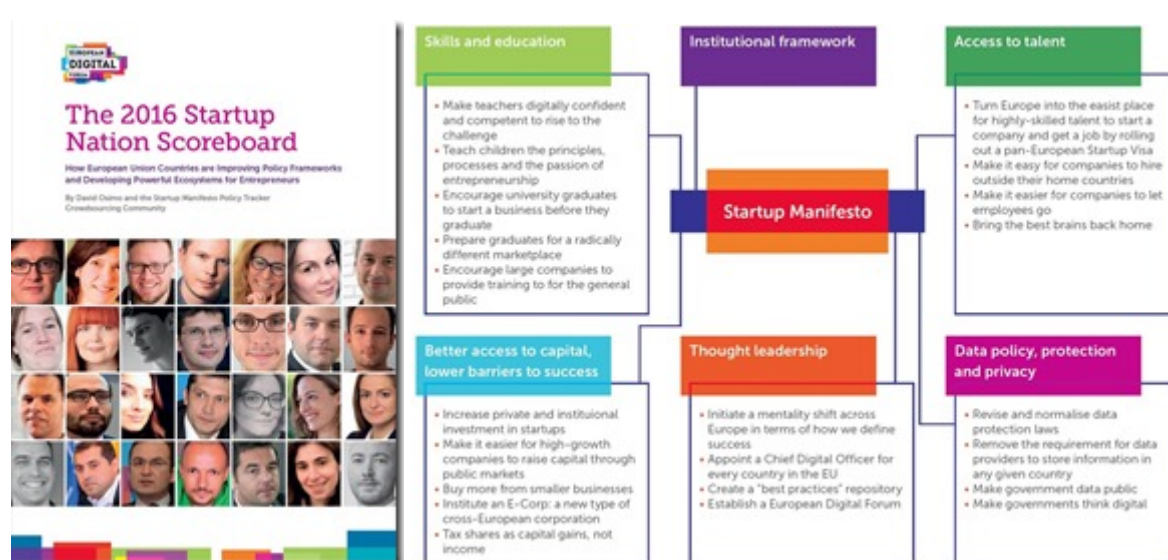 EUROPEAN
DIGITAL
FORUM
The 2016 Startup
Nation Scoreboard
How European Union Countries are Improving Policy Frameworks
and Developing Powerful Ecosystems for Entrepreneurs
By David Osimo and the Startup Manifesto Policy Tracker
Crowdsourcing Community
Skills and education
• Make teachers digitally confident
and competent to rise to the
challenge
• Teach children the principles,
processes and the passion of
entrepreneurship
• Encourage university graduates
to start a business before they
graduate
• Prepare graduates for a radically
different marketplace
• Encourage large companies to
provide training to for the general
public
Institutional framework
Access to talent
• Turn Europe into the easist place
for highly-skilled talent to start a
company and get a job by rolling
out a pan-European Startup Visa
• Make it easy for companies to hire
outside their home countries
• Make it easier for companies to let
employees go
• Bring the best brains back home
Startup Manifesto
Better access to capital,
lower barriers to success
• Increase private and instituional
investment in startups
• Make it easier for high-growth
companies to raise capital through
public markets
• Buy more from smaller businesses
• Institute an E-Corp: a new type of
cross-European corporation
• Tax shares as capital gains, not
income
Thought leadership
• Initiate a mentality shift across
Europe in terms of how we define
success
• Appoint a Chief Digital Officer for
every country in the EU
• Create a "best practices" repository
• Establish a European Digital Forum
Data policy, protection
and privacy
• Revise and normalise data
protection laws
• Remove the requirement for data
providers to store information in
any given country
• Make government data public
• Make governments think digital